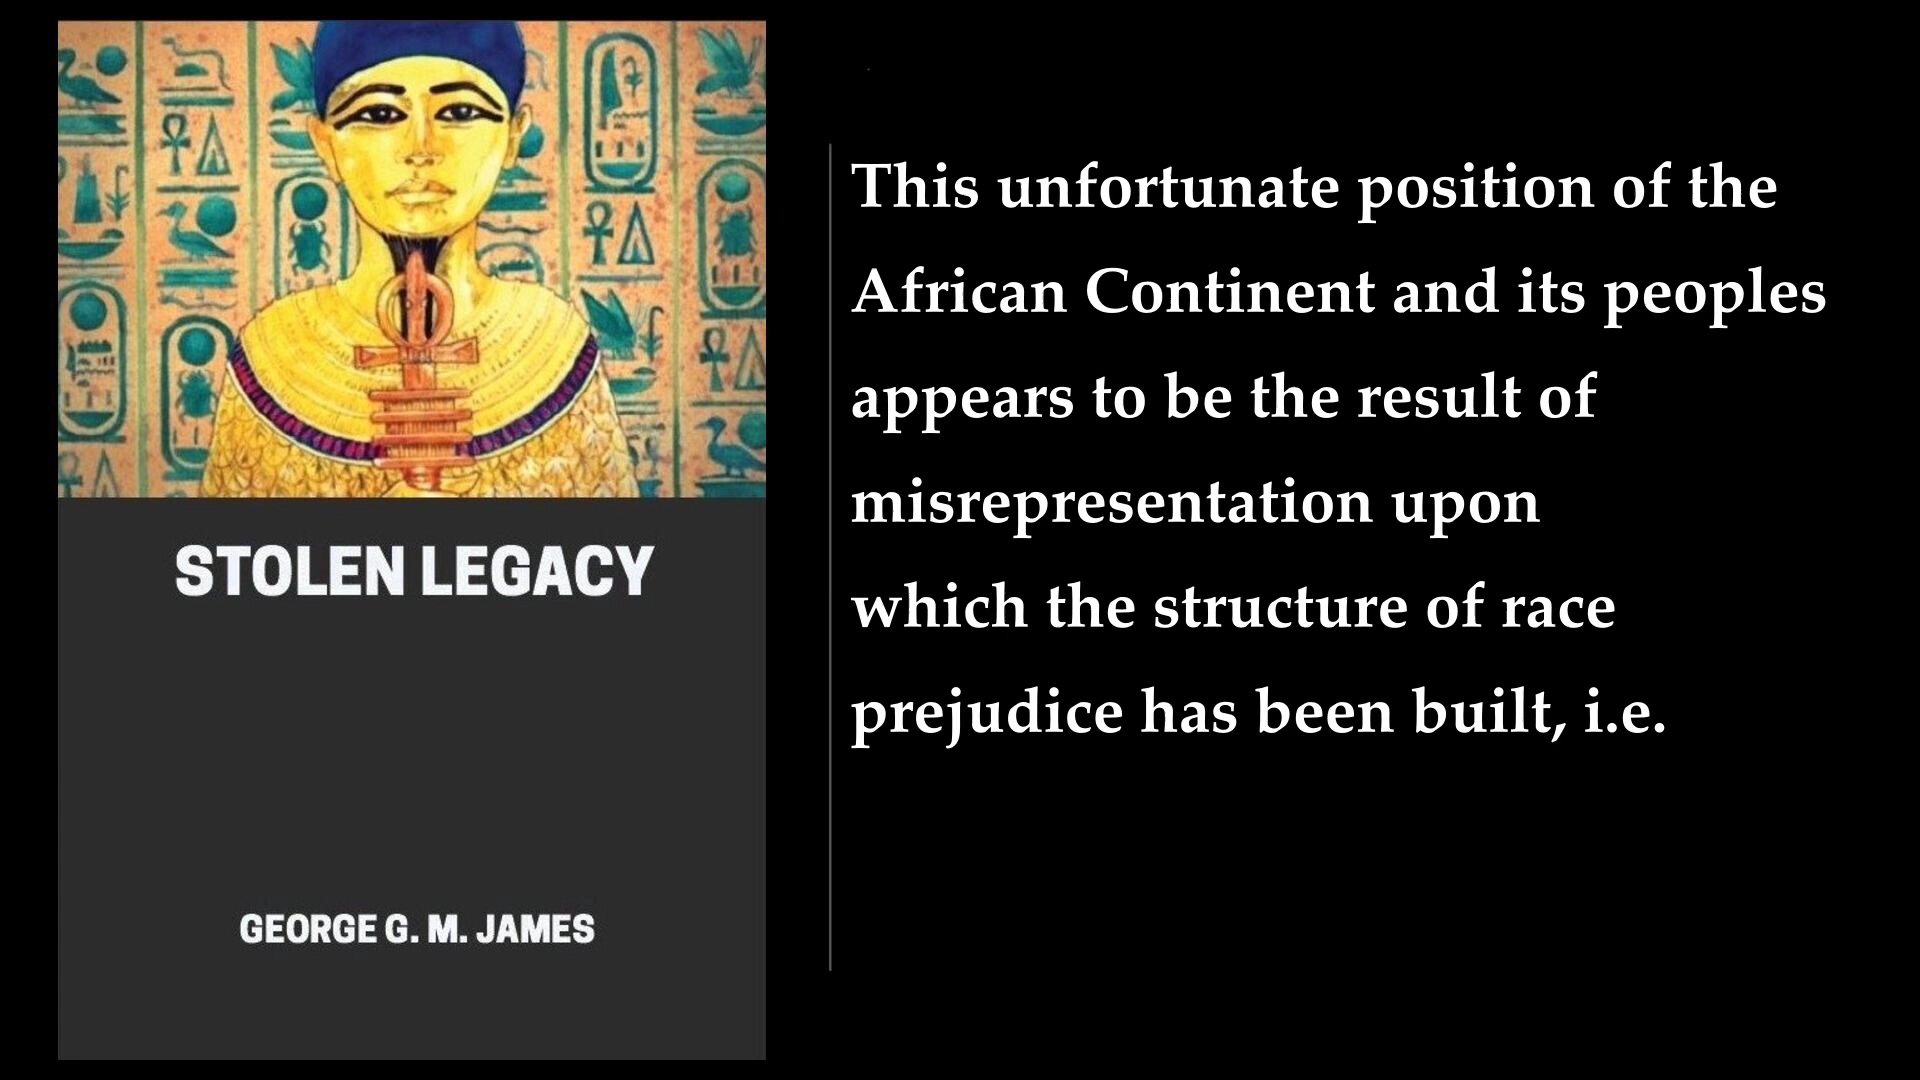 STOLEN LEGACY
GEORGE G. M. JAMES
This unfortunate position of the
African Continent and its peoples
appears to be the result of
misrepresentation upon
which the structure of race
prejudice has been built, i.e.